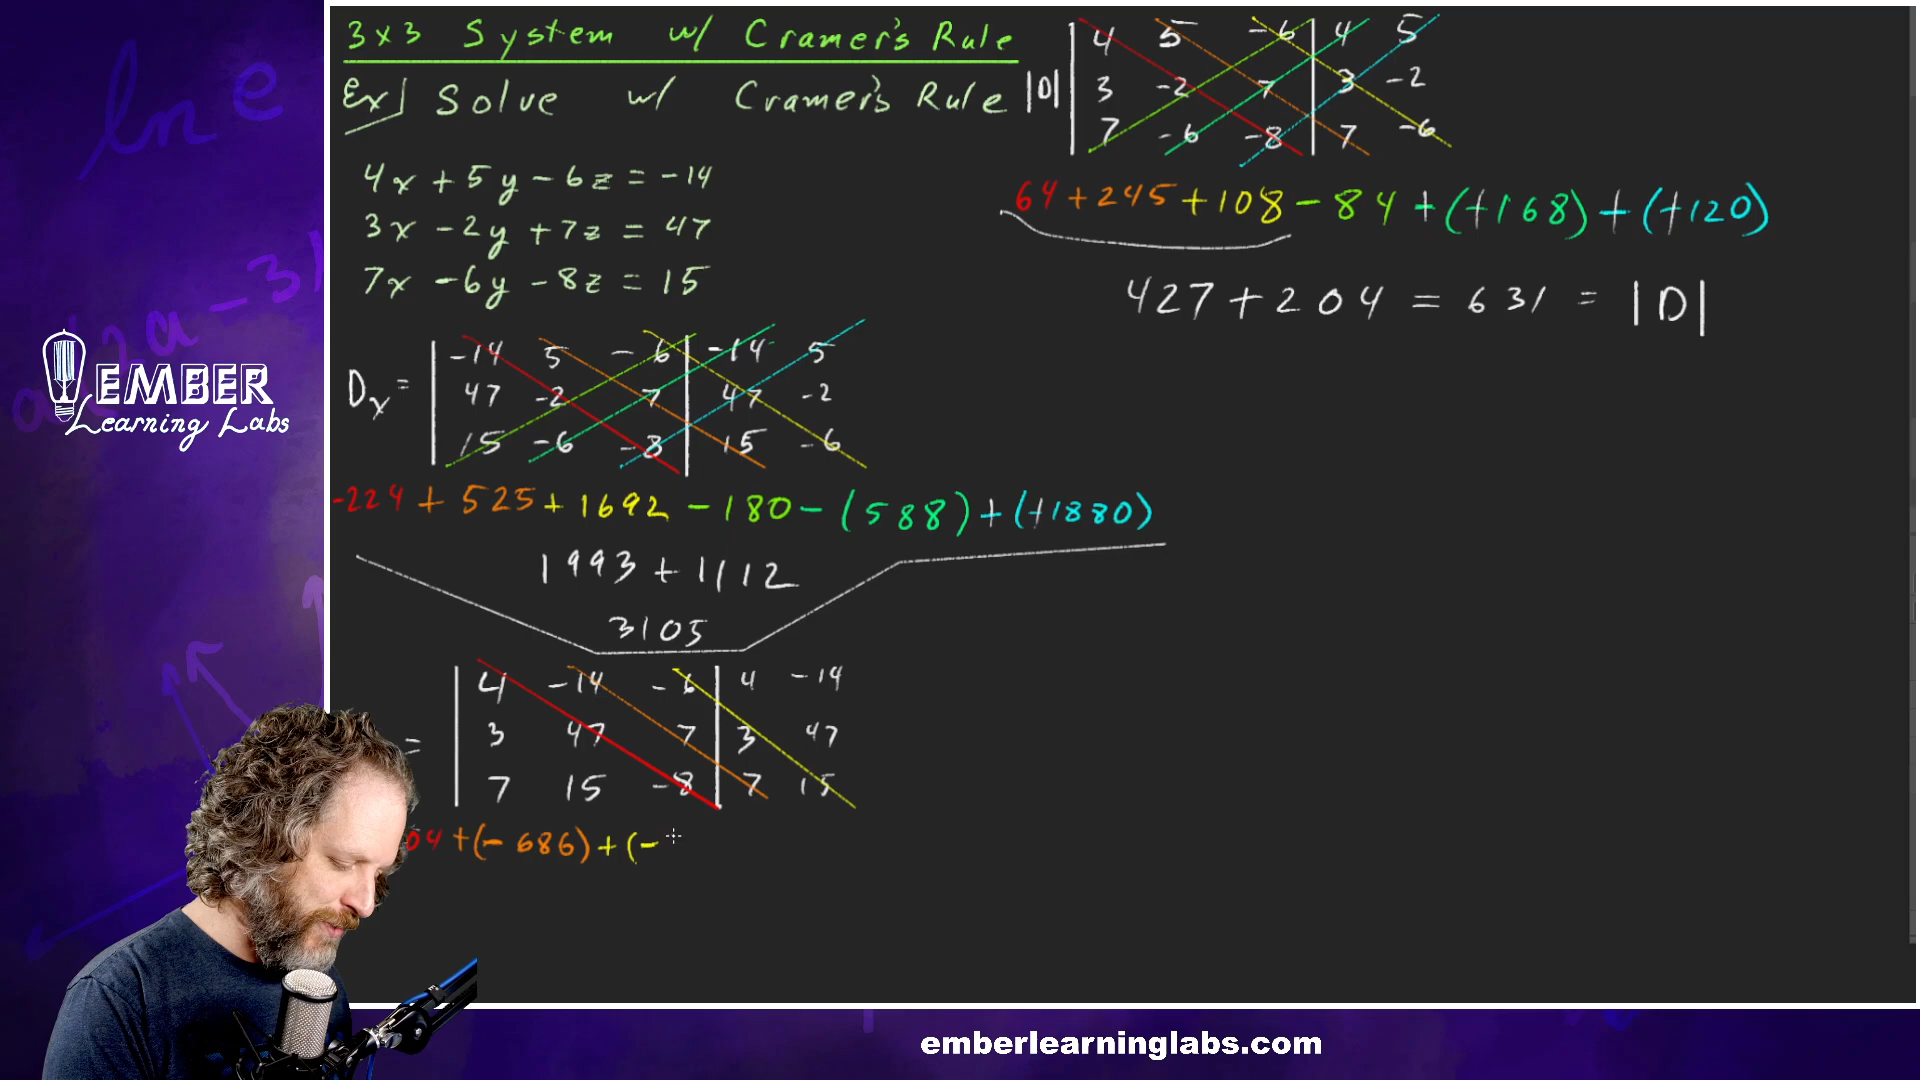 3x3 System w/ Cramer's Rule
Ex] Solve w/ Cramer's Rule
4x + 5y - 6z = -14
3x - 2y + 7z = 47
7x - 6y - 8z = 15
|D| 4 5 -6 4 5
3 -2 7 3 -2
7 -6 -8 7 -6
64 + 245 + 108 - 84 + (+168) + (+120)
427 + 204 = 631 = |D|
-14 5 -6 -14 5
Dx = 47 -2 7 47 -2
15 -6 -8 15 -6
-224 + 525 + 1692 - 180 - (588) + (+1880)
1993 + 1112
3105
4 -14 -6 4 -14
= 3 47 7 3 47
7 15 -8 7 15
04 + (-686) + (-
EMBER
Learning Labs
ln e
emberlearninglabs.com